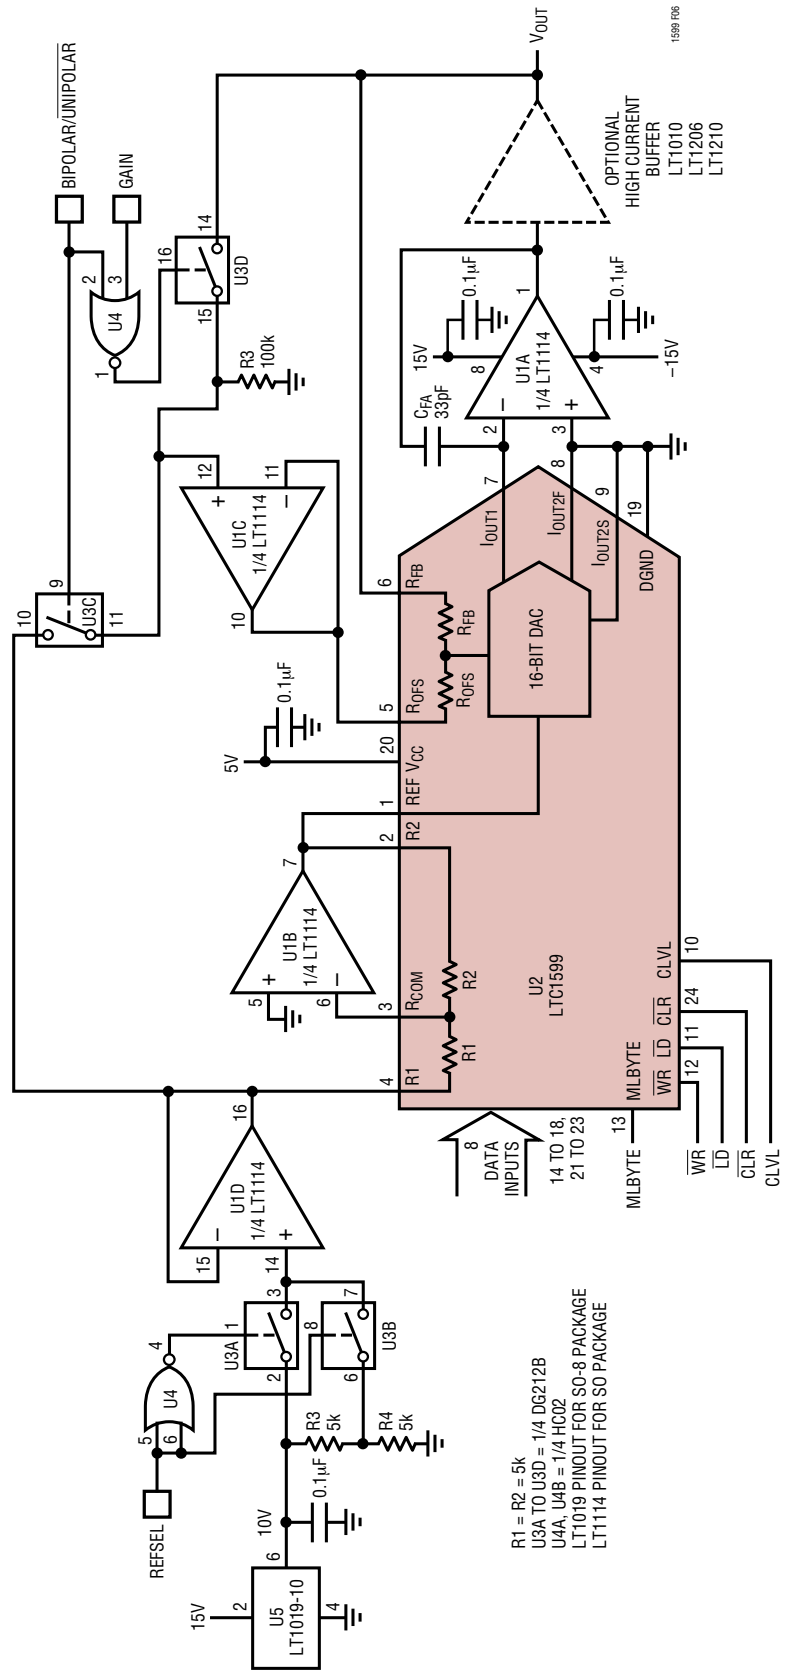 BIPOLAR/UNIPOLAR
GAIN
2
3
U4
1
16
14
15
U3D
R3
100k
10
9
U3C
11
12
11
+
–
U1C
1/4 LT1114
10
VOUT
OPTIONAL
HIGH CURRENT
BUFFER
LT1010
LT1206
LT1210
1599 F06
CFA
33pF
15V
0.1µF
8
1
U1A
1/4 LT1114
–
+
2
3
4
0.1µF
–15V
7
8
9
19
IOUT1
IOUT2F
IOUT2S
DGND
6
RFB
RFB
ROFS
5
ROFS
16-BIT DAC
5V
0.1µF
20
VCC
1
REF
2
R2
7
U1B
1/4 LT1114
5
+
6
–
3
RCOM
R2
R1
4
R1
U2
LTC1599
CLVL
10
CLR
24
LD
11
WR
12
MLBYTE
13
MLBYTE
WR
LD
CLR
CLVL
8
DATA
INPUTS
14 TO 18,
21 TO 23
16
U1D
1/4 LT1114
15
–
14
+
REFSEL
5
6
U4
4
1
3
2
U3A
8
7
6
U3B
R3
5k
R4
5k
0.1µF
10V
6
15V
2
U5
LT1019-10
4
R1 = R2 = 5k
U3A TO U3D = 1/4 DG212B
U4A, U4B = 1/4 HC02
LT1019 PINOUT FOR SO-8 PACKAGE
LT1114 PINOUT FOR SO PACKAGE